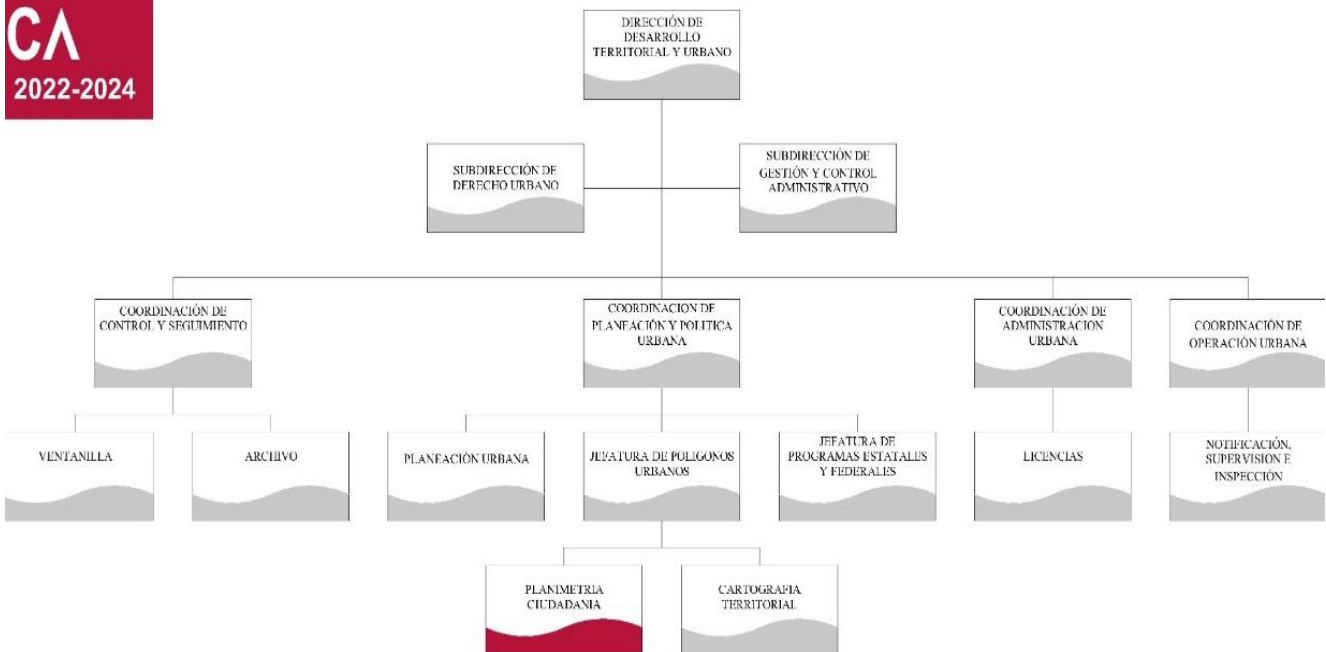 CA
2022-2024
DIRECCIÓN DE
DESARROLLO
TERRITORIAL Y URBANO
SUBDIRECCIÓN DE
DERECHO URBANO
SUBDIRECCIÓN DE
GESTIÓN Y CONTROL
ADMINISTRATIVO
COORDINACIÓN DE
CONTROL Y SEGUIMIENTO
COORDINACION DE
PLANEACIÓN Y POLITICA
URBANA
COORDINACIÓN DE
ADMINISTRACION
URBANA
COORDINACIÓN DE
OPERACIÓN URBANA
VENTANILLA
ARCHIVO
PLANEACIÓN URBANA
JEFATURA DE POLIGONOS
URBANOS
JEFATURA DE
PROGRAMAS ESTATALES
Y FEDERALES
LICENCIAS
NOTIFICACIÓN,
SUPERVISION E
INSPECCIÓN
PLANIMETRIA
CIUDADANIA
CARTOGRAFIA
TERRITORIAL